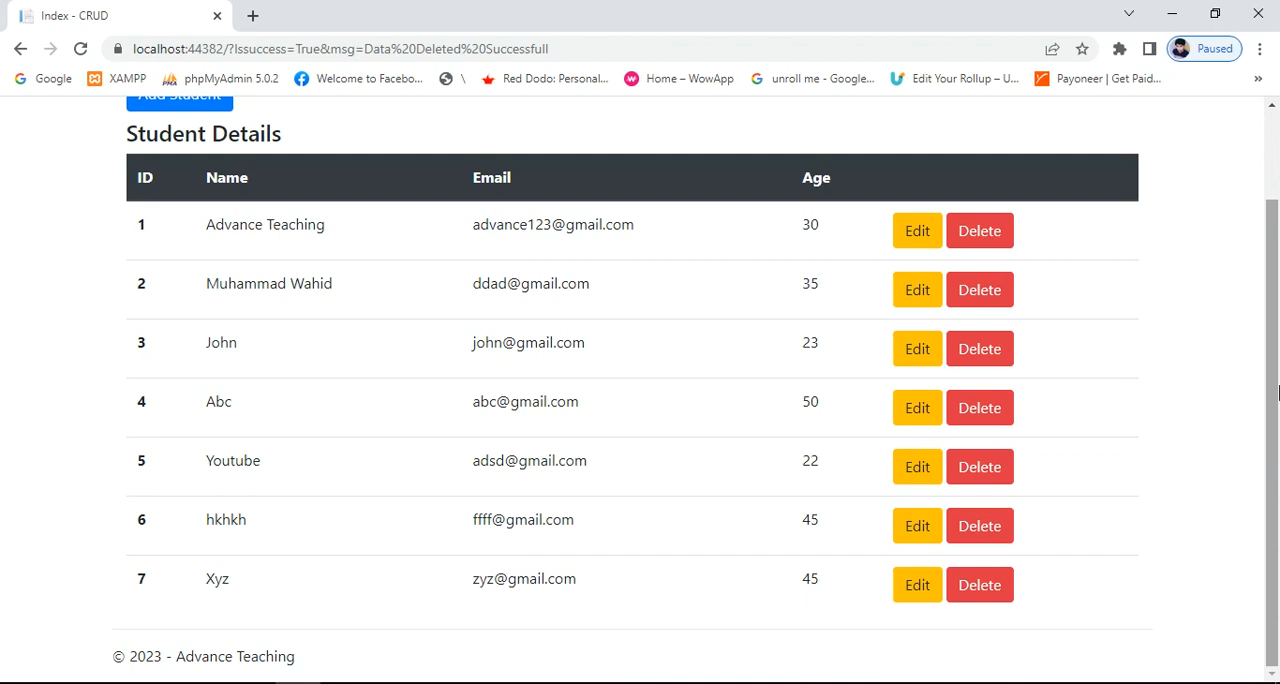 Index - CRUD
localhost:44382/?Issuccess=True&msg=Data%20Deleted%20Successfull
Paused
Google XAMPP phpMyAdmin 5.0.2 Welcome to Facebo... \ Red Dodo: Personal... Home – WowApp unroll me - Google... Edit Your Rollup – U... Payoneer | Get Paid... »
Add Student
Student Details
ID Name Email Age
1 Advance Teaching advance123@gmail.com 30 Edit Delete
2 Muhammad Wahid ddad@gmail.com 35 Edit Delete
3 John john@gmail.com 23 Edit Delete
4 Abc abc@gmail.com 50 Edit Delete
5 Youtube adsd@gmail.com 22 Edit Delete
6 hkhkh ffff@gmail.com 45 Edit Delete
7 Xyz zyz@gmail.com 45 Edit Delete
© 2023 - Advance Teaching